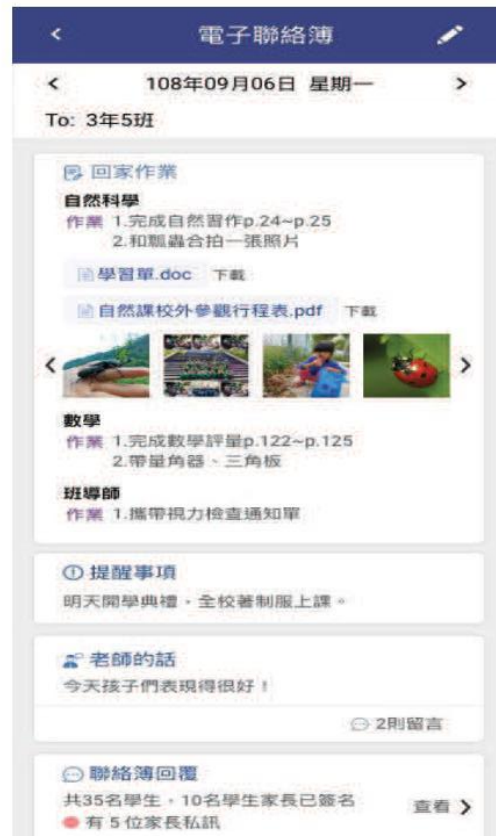 電子聯絡簿
108年09月06日 星期一
To: 3年5班
回家作業
自然科學
作業 1.完成自然習作p.24~p.25
2.和瓢蟲合拍一張照片
學習單.doc 下載
自然課校外參觀行程表.pdf 下載
數學
作業 1.完成數學評量p.122~p.125
2.帶量角器、三角板
班導師
作業 1.攜帶視力檢查通知單
提醒事項
明天開學典禮,全校著制服上課。
老師的話
今天孩子們表現得很好!
2則留言
聯絡簿回覆
共35名學生,10名學生家長已簽名 查看
有 5 位家長私訊